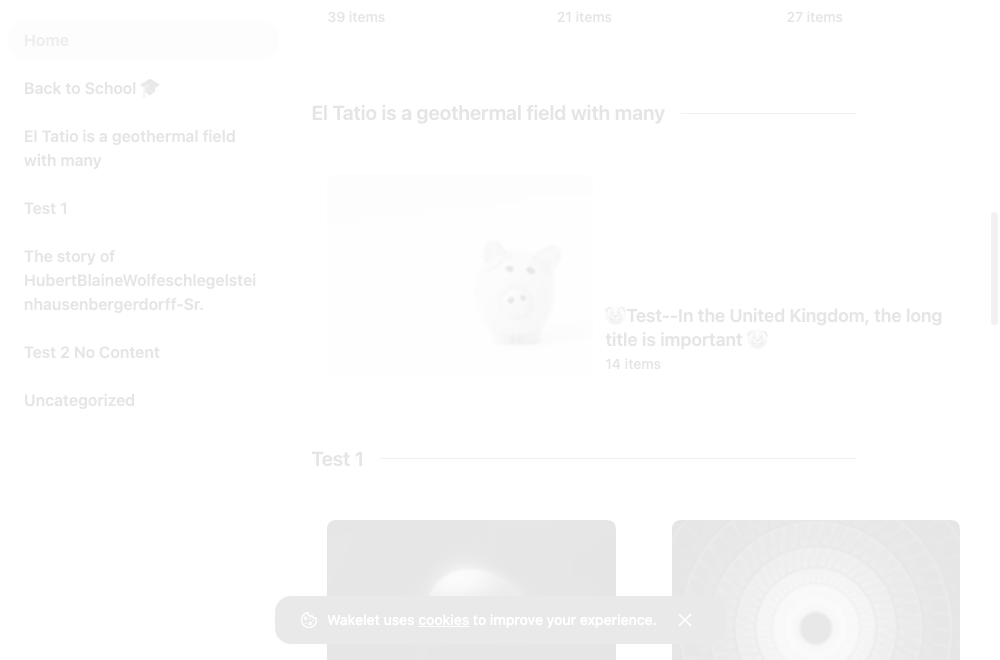 Home
Back to School 🎓
El Tatio is a geothermal field
with many
Test 1
The story of
HubertBlaineWolfeschlegelstei
nhausenbergerdorff-Sr.
Test 2 No Content
Uncategorized
39 items
21 items
27 items
El Tatio is a geothermal field with many
🤡Test--In the United Kingdom, the long
title is important 🤡
14 items
Test 1
Wakelet uses cookies to improve your experience.